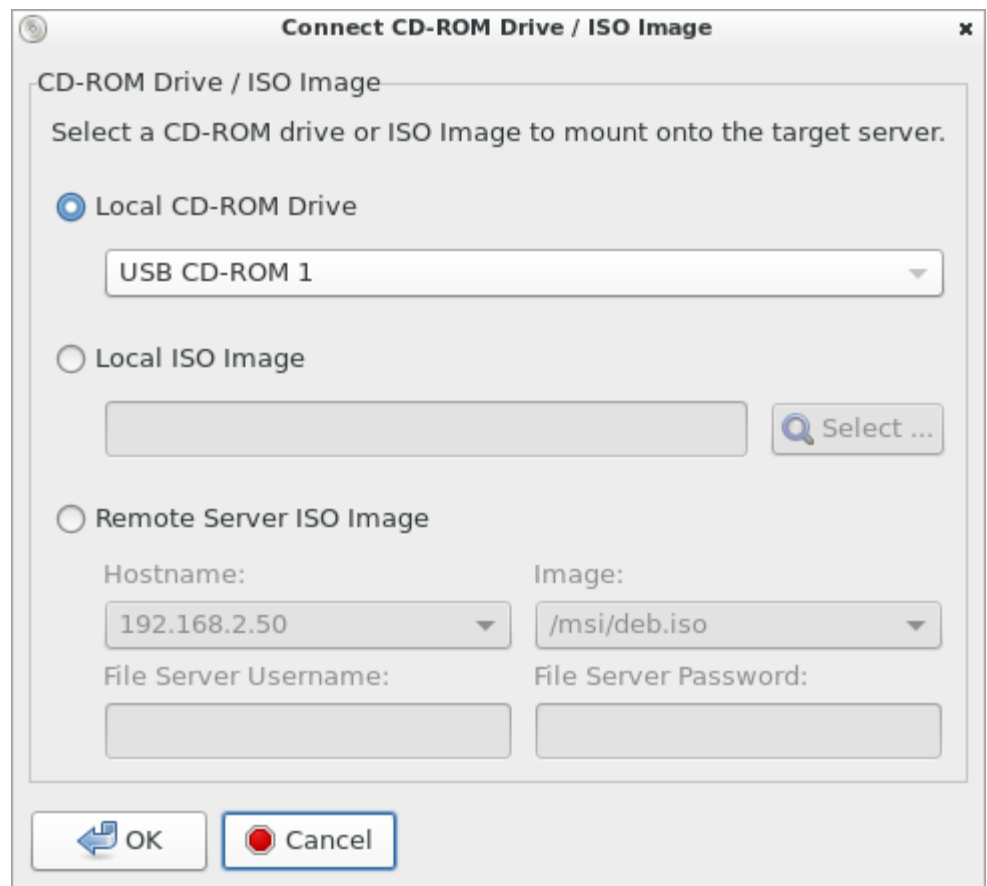 Connect CD-ROM Drive / ISO Image
CD-ROM Drive / ISO Image
Select a CD-ROM drive or ISO Image to mount onto the target server.
Local CD-ROM Drive
USB CD-ROM 1
Local ISO Image
Select ...
Remote Server ISO Image
Hostname: Image:
192.168.2.50 /msi/deb.iso
File Server Username: File Server Password:
OK Cancel